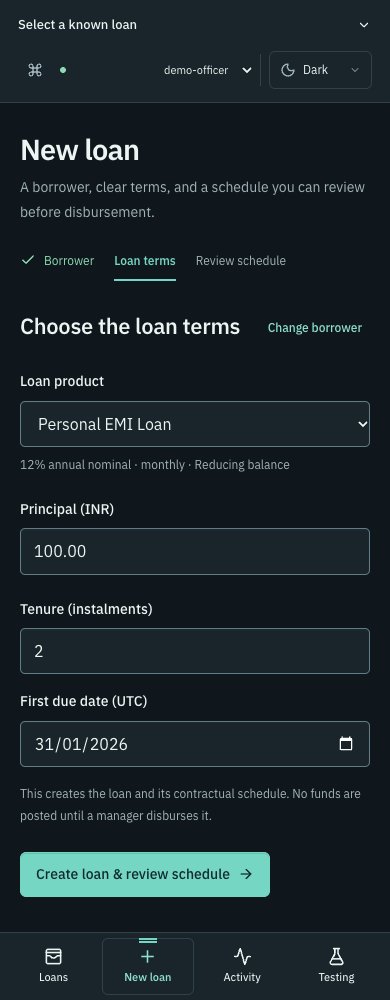 Select a known loan
demo-officer
Dark
New loan
A borrower, clear terms, and a schedule you can review
before disbursement.
Borrower
Loan terms
Review schedule
Choose the loan terms
Change borrower
Loan product
Personal EMI Loan
12% annual nominal · monthly · Reducing balance
Principal (INR)
100.00
Tenure (instalments)
2
First due date (UTC)
31/01/2026
This creates the loan and its contractual schedule. No funds are
posted until a manager disburses it.
Create loan & review schedule
Loans
New loan
Activity
Testing